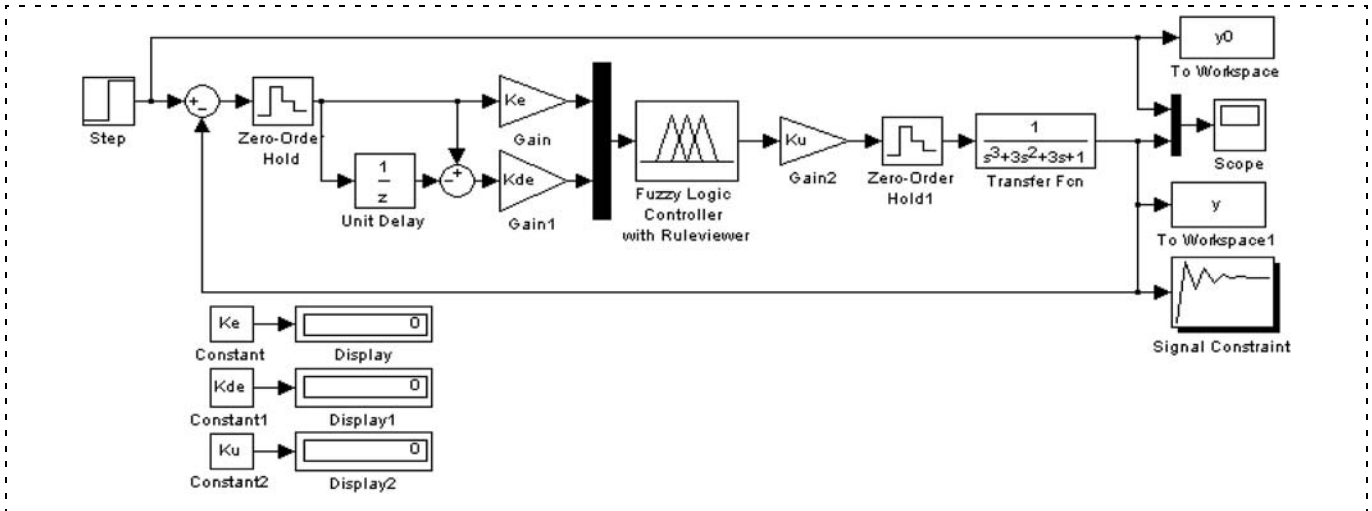 y0
To Workspace
Step
+
−
Zero-Order
Hold
1
z
Unit Delay
−
+
Ke
Gain
Kde
Gain1
Fuzzy Logic
Controller
with Ruleviewer
Ku
Gain2
Zero-Order
Hold1
1
s³+3s²+3s+1
Transfer Fcn
Scope
y
To Workspace1
Signal Constraint
Ke
Constant
0
Display
Kde
Constant1
0
Display1
Ku
Constant2
0
Display2